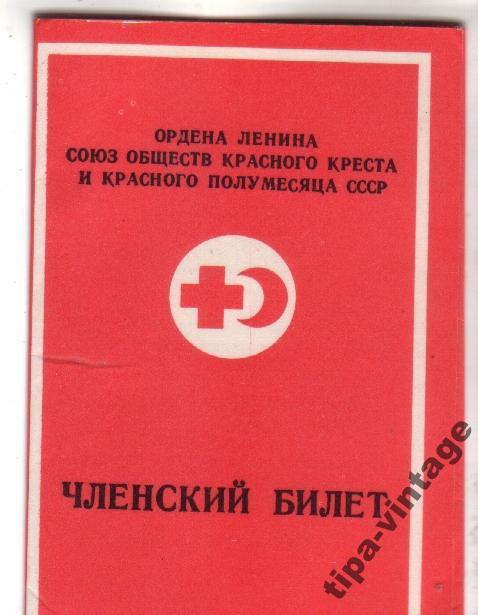 ОРДЕНА ЛЕНИНА
СОЮЗ ОБЩЕСТВ КРАСНОГО КРЕСТА
И КРАСНОГО ПОЛУМЕСЯЦА СССР
ЧЛЕНСКИЙ БИЛЕТ
tipa-vintage